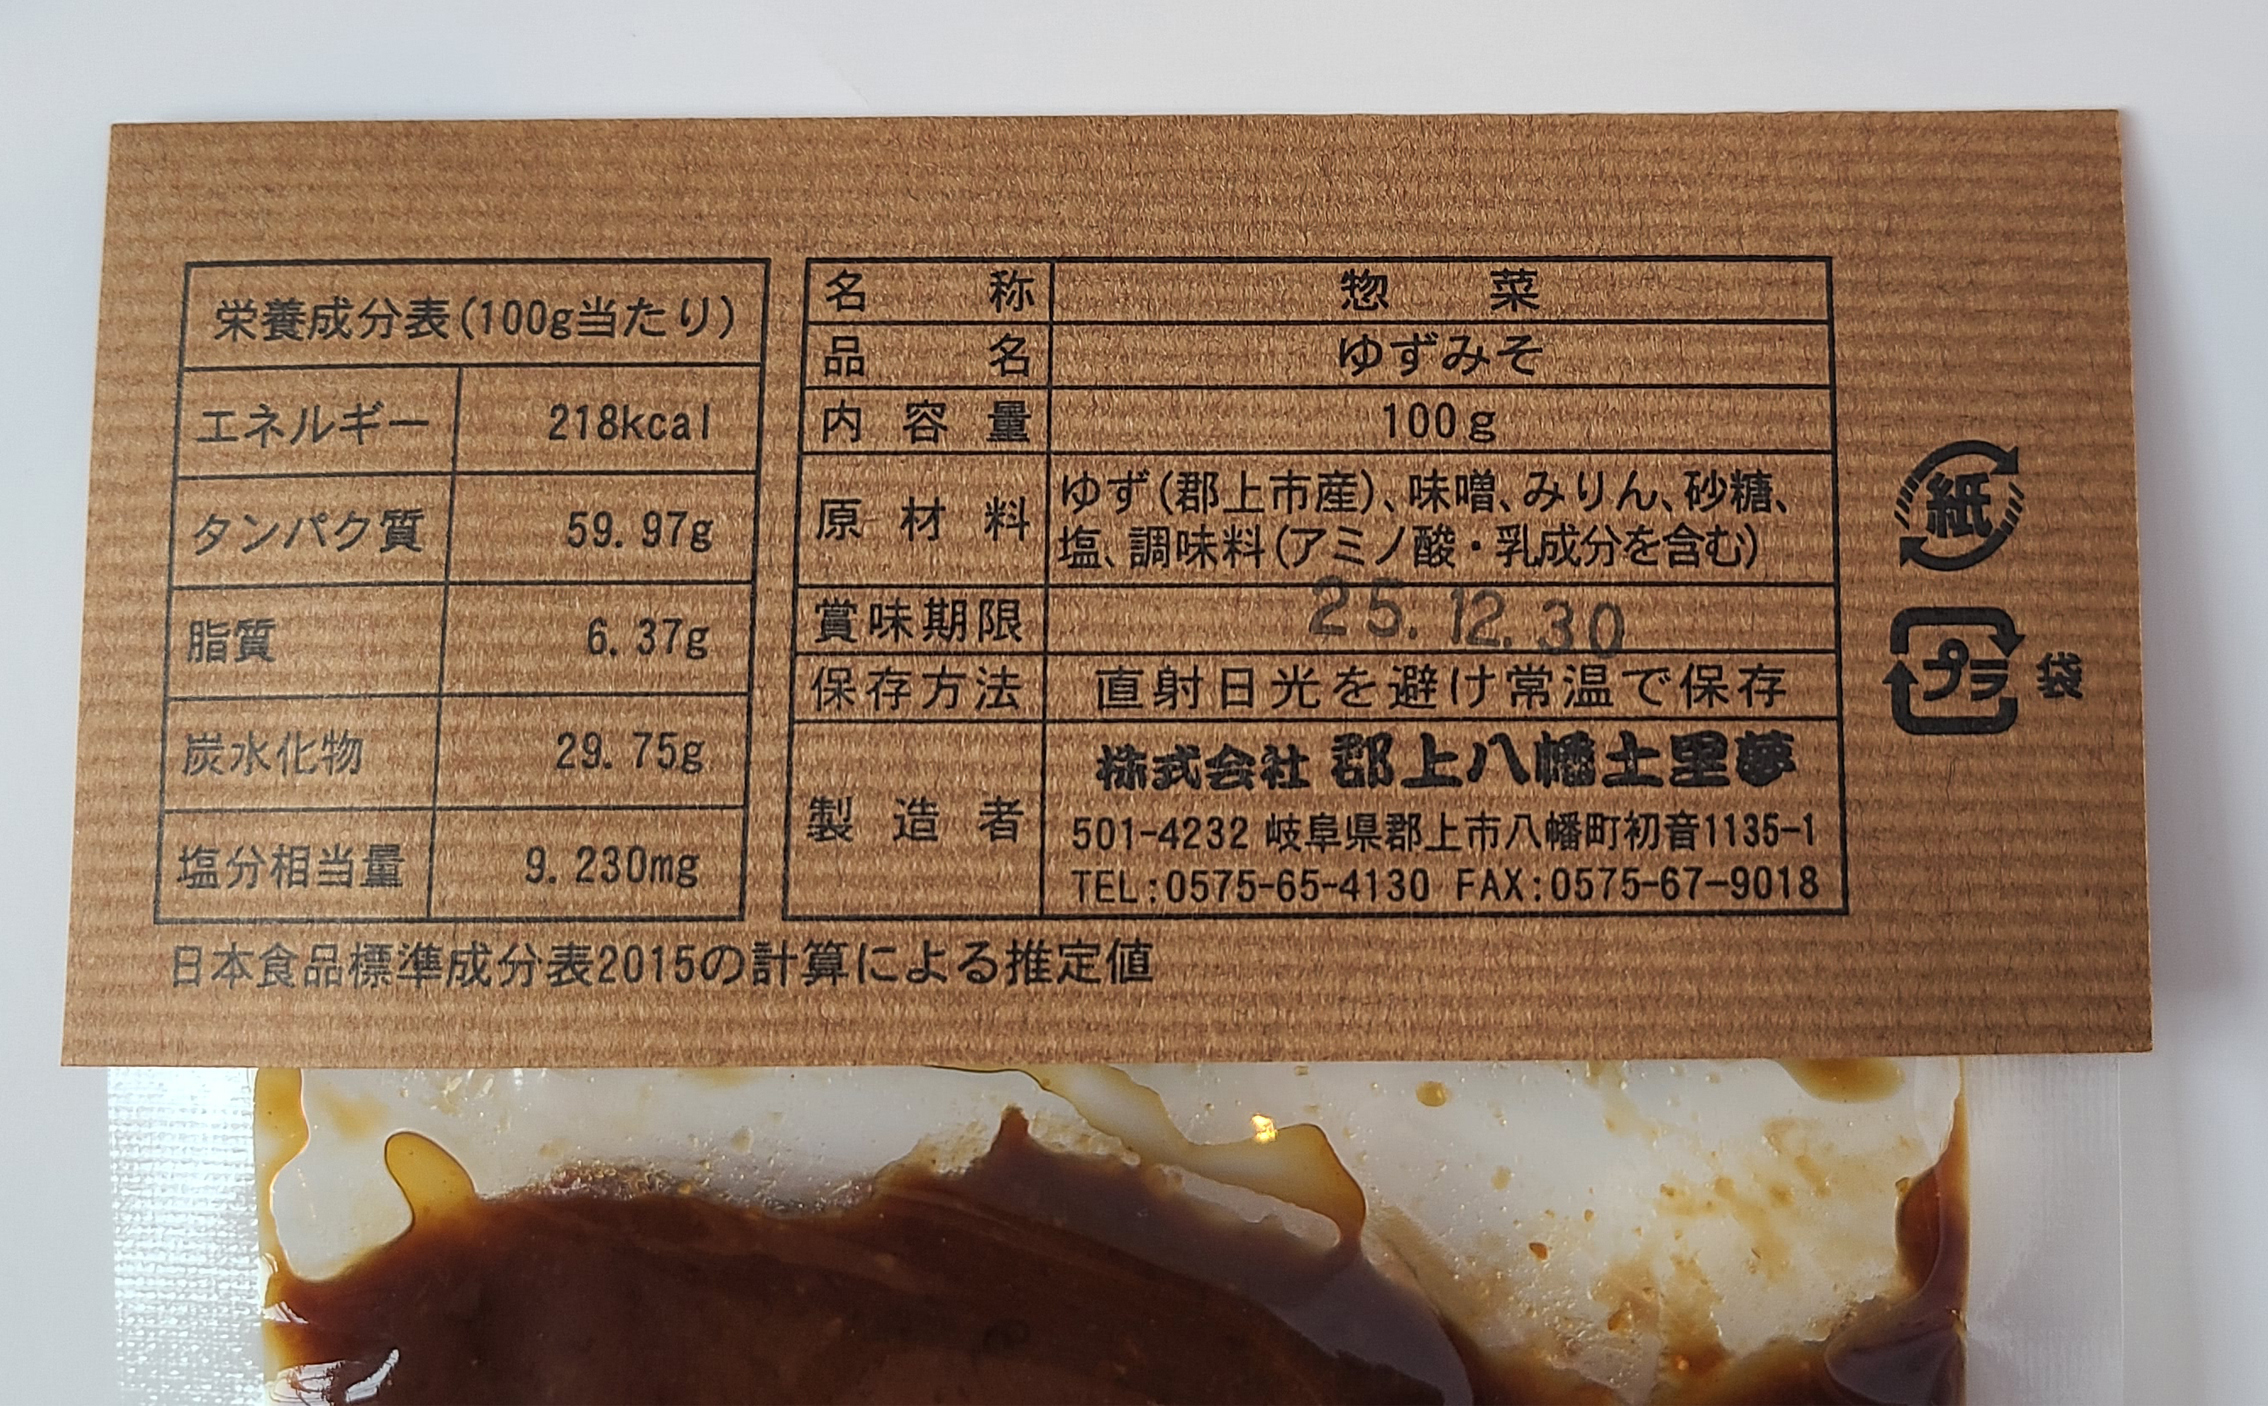 栄養成分表(100g当たり)
エネルギー 218kcal
タンパク質 59.97g
脂質 6.37g
炭水化物 29.75g
塩分相当量 9.230mg
日本食品標準成分表2015の計算による推定値
名称 惣菜
品名 ゆずみそ
内容量 100g
原材料 ゆず(郡上市産)、味噌、みりん、砂糖、
塩、調味料(アミノ酸・乳成分を含む)
賞味期限 25.12.30
保存方法 直射日光を避け常温で保存
製造者 株式会社 郡上八幡土里夢
501-4232 岐阜県郡上市八幡町初音1135-1
TEL:0575-65-4130 FAX:0575-67-9018
紙
プラ 袋